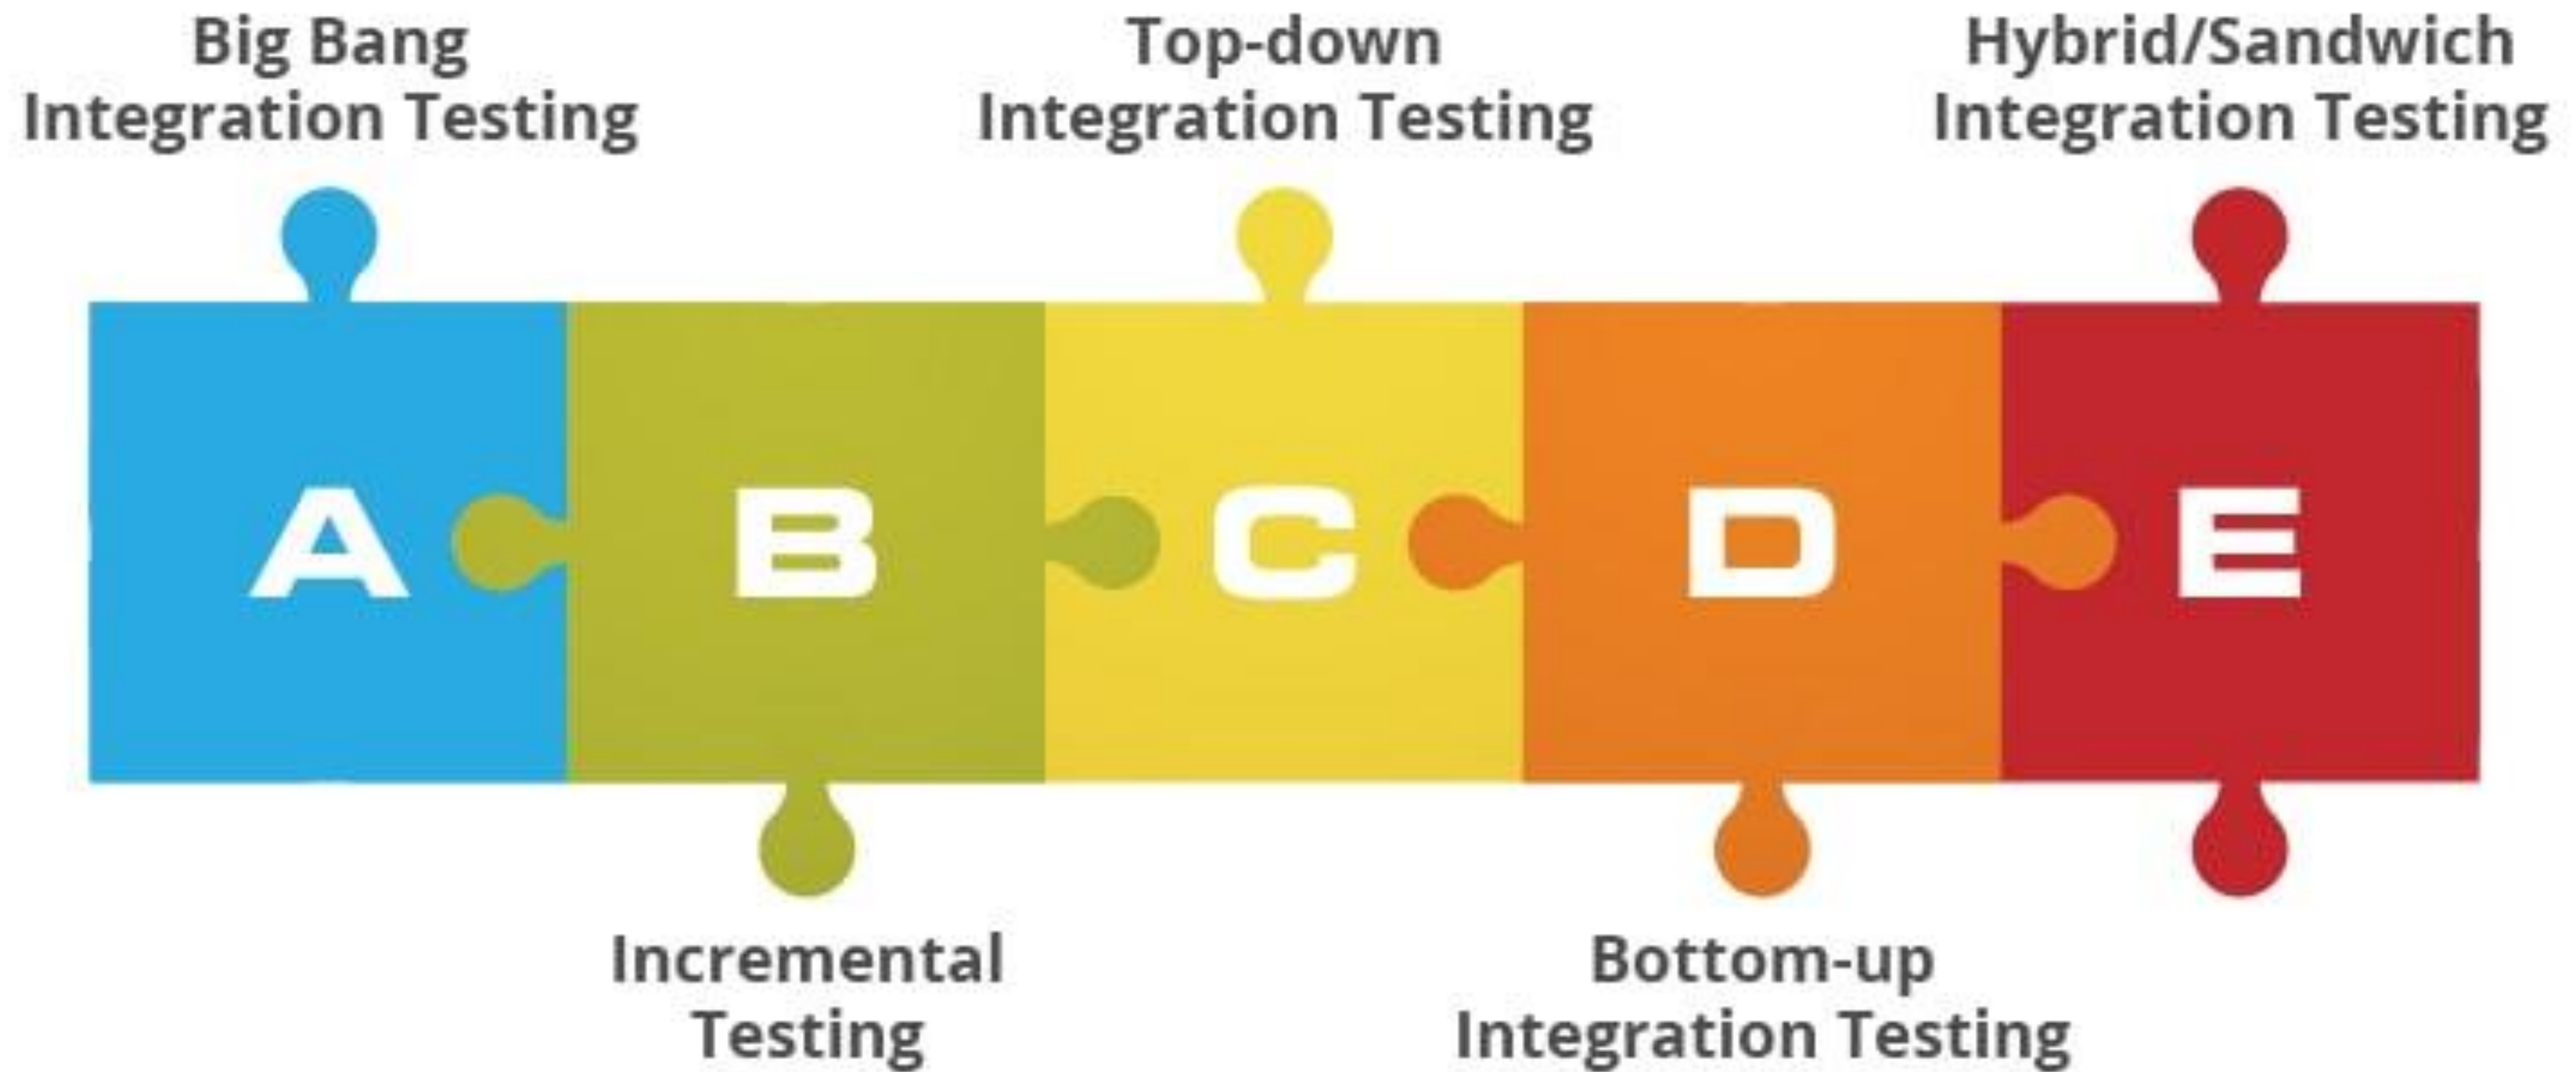 Big Bang
Integration Testing
Top-down
Integration Testing
Hybrid/Sandwich
Integration Testing
A
B
C
D
E
Incremental
Testing
Bottom-up
Integration Testing